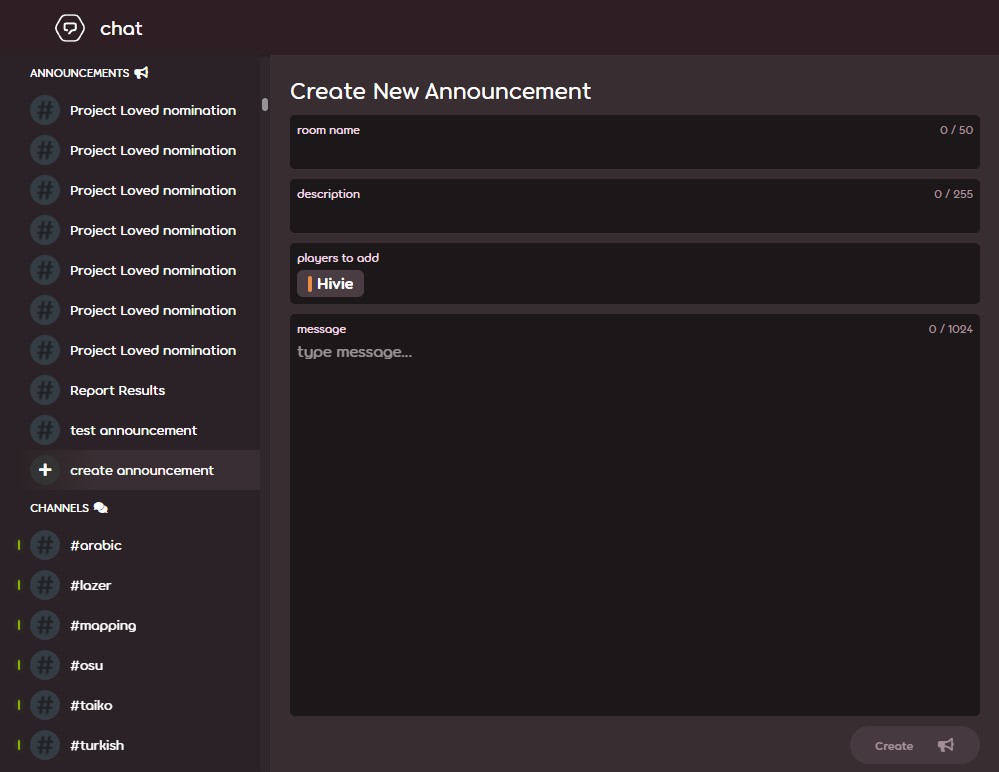 chat
ANNOUNCEMENTS
Project Loved nomination
Project Loved nomination
Project Loved nomination
Project Loved nomination
Project Loved nomination
Project Loved nomination
Project Loved nomination
Report Results
test announcement
create announcement
CHANNELS
#arabic
#lazer
#mapping
#osu
#taiko
#turkish
Create New Announcement
room name 0 / 50
description 0 / 255
players to add
Hivie
message 0 / 1024
type message...
Create